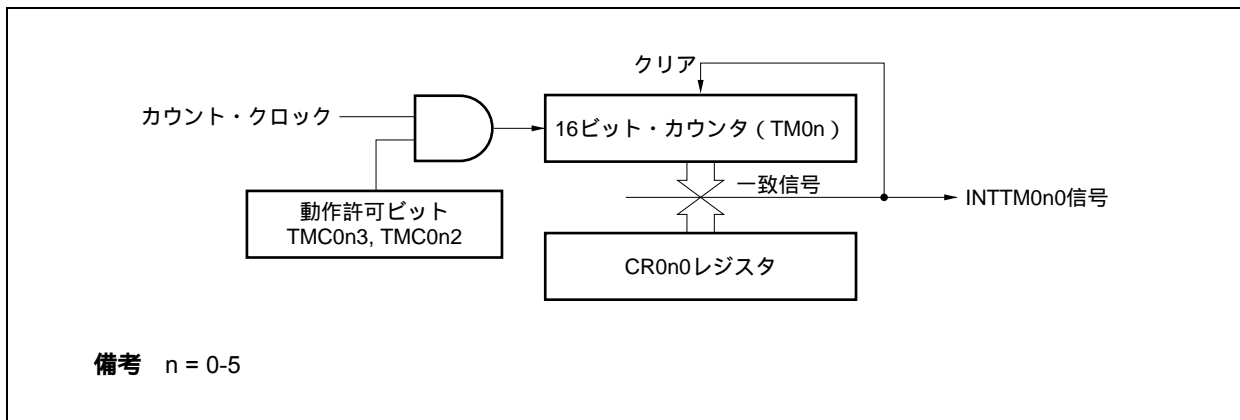 クリア
カウント・クロック
16ビット・カウンタ（TM0n）
一致信号
INTTM0n0信号
動作許可ビット
TMC0n3, TMC0n2
CR0n0レジスタ
備考 n = 0-5